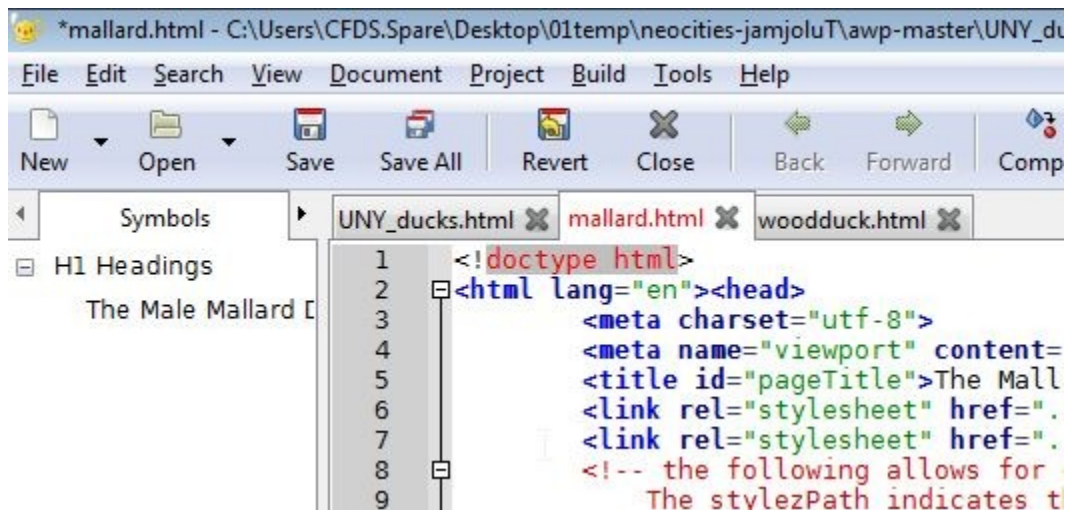 *mallard.html - C:\Users\CFDS.Spare\Desktop\01temp\neocities-jamjoluT\awp-master\UNY_du
File Edit Search View Document Project Build Tools Help
New Open Save Save All Revert Close Back Forward Comp
Symbols UNY_ducks.html mallard.html woodduck.html
H1 Headings
The Male Mallard D
1 <!doctype html>
2 <html lang="en"><head>
3 <meta charset="utf-8">
4 <meta name="viewport" content=
5 <title id="pageTitle">The Mall
6 <link rel="stylesheet" href=".
7 <link rel="stylesheet" href=".
8 <!-- the following allows for
9 The stylezPath indicates t